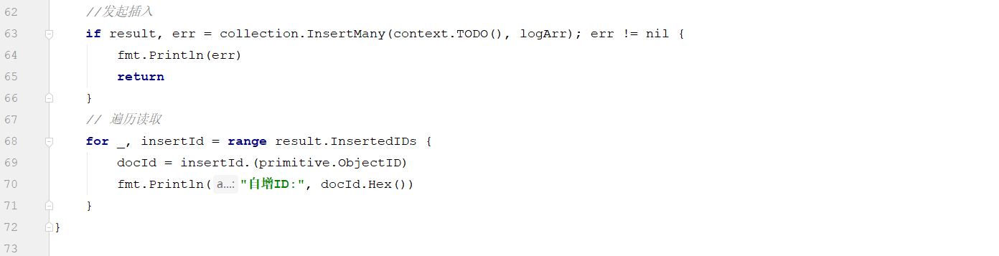 62 //发起插入
63 if result, err = collection.InsertMany(context.TODO(), logArr); err != nil {
64 fmt.Println(err)
65 return
66 }
67 // 遍历读取
68 for _, insertId = range result.InsertedIDs {
69 docId = insertId.(primitive.ObjectID)
70 fmt.Println( a...: "自增ID:", docId.Hex())
71 }
72 }
73